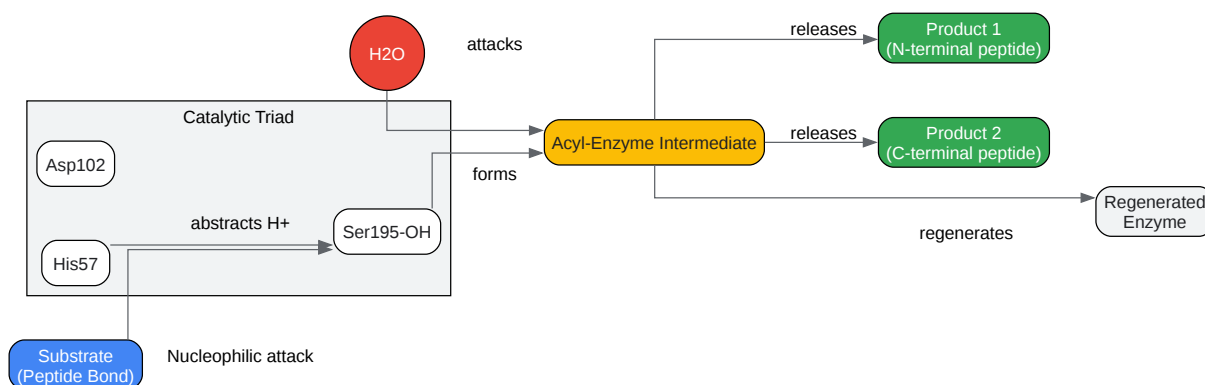 H2O
attacks
releases
Product 1
(N-terminal peptide)
Catalytic Triad
Asp102
Acyl-Enzyme Intermediate
releases
Product 2
(C-terminal peptide)
forms
abstracts H+
Ser195-OH
His57
regenerates
Regenerated
Enzyme
Substrate
(Peptide Bond)
Nucleophilic attack